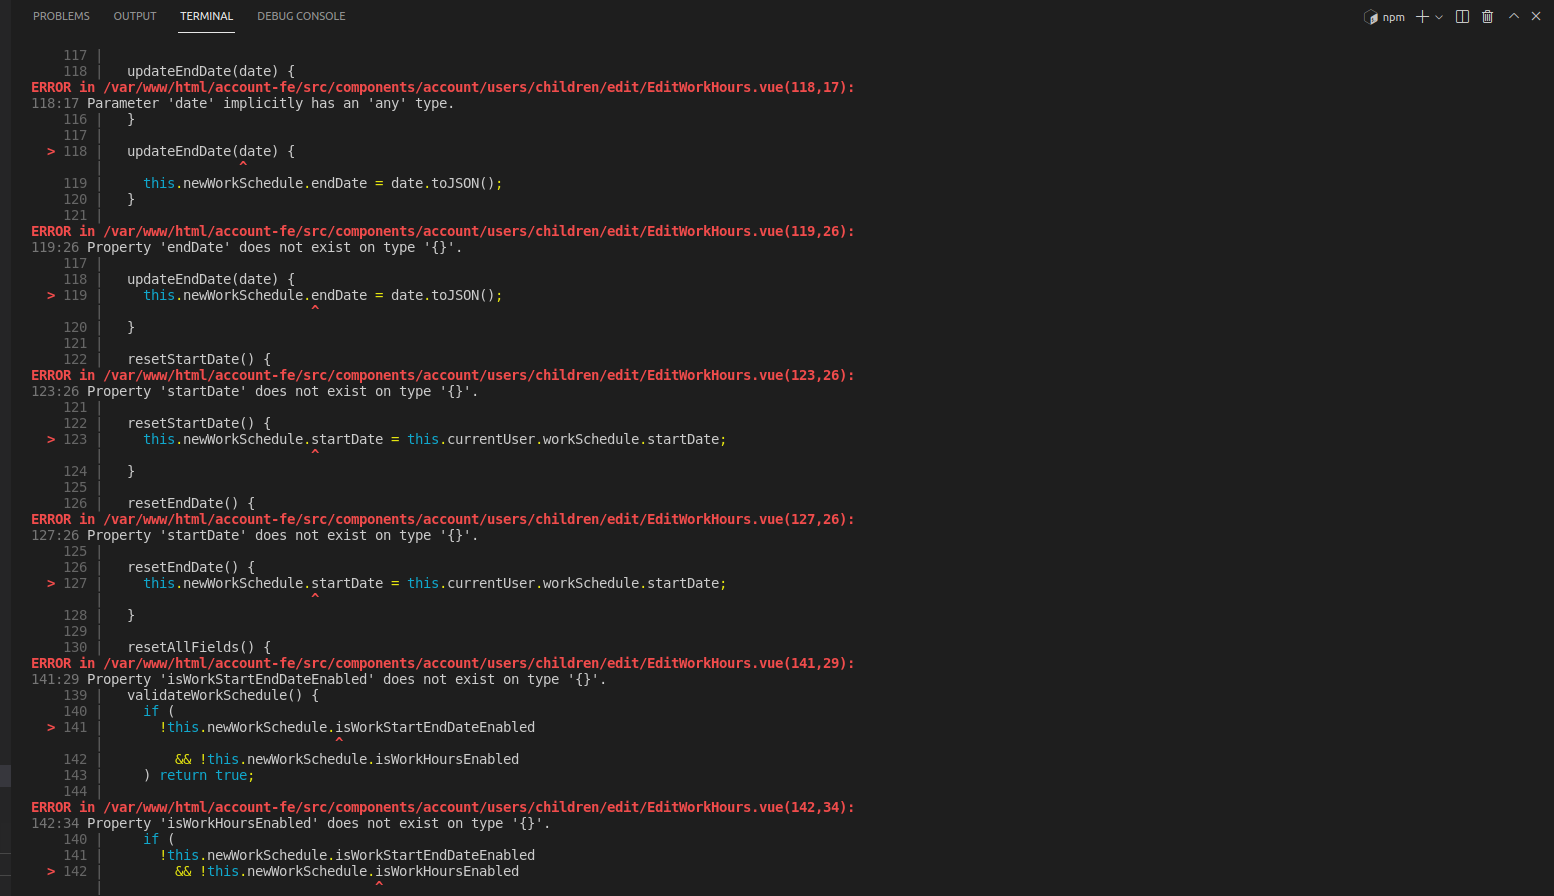 PROBLEMS OUTPUT TERMINAL DEBUG CONSOLE npm
117 |
118 | updateEndDate(date) {
ERROR in /var/www/html/account-fe/src/components/account/users/children/edit/EditWorkHours.vue(118,17):
118:17 Parameter 'date' implicitly has an 'any' type.
116 | }
117 |
> 118 | updateEndDate(date) {
| ^
119 | this.newWorkSchedule.endDate = date.toJSON();
120 | }
121 |
ERROR in /var/www/html/account-fe/src/components/account/users/children/edit/EditWorkHours.vue(119,26):
119:26 Property 'endDate' does not exist on type '{}'.
117 |
118 | updateEndDate(date) {
> 119 | this.newWorkSchedule.endDate = date.toJSON();
| ^
120 | }
121 |
122 | resetStartDate() {
ERROR in /var/www/html/account-fe/src/components/account/users/children/edit/EditWorkHours.vue(123,26):
123:26 Property 'startDate' does not exist on type '{}'.
121 |
122 | resetStartDate() {
> 123 | this.newWorkSchedule.startDate = this.currentUser.workSchedule.startDate;
| ^
124 | }
125 |
126 | resetEndDate() {
ERROR in /var/www/html/account-fe/src/components/account/users/children/edit/EditWorkHours.vue(127,26):
127:26 Property 'startDate' does not exist on type '{}'.
125 |
126 | resetEndDate() {
> 127 | this.newWorkSchedule.startDate = this.currentUser.workSchedule.startDate;
| ^
128 | }
129 |
130 | resetAllFields() {
ERROR in /var/www/html/account-fe/src/components/account/users/children/edit/EditWorkHours.vue(141,29):
141:29 Property 'isWorkStartEndDateEnabled' does not exist on type '{}'.
139 | validateWorkSchedule() {
140 | if (
> 141 | !this.newWorkSchedule.isWorkStartEndDateEnabled
| ^
142 | && !this.newWorkSchedule.isWorkHoursEnabled
143 | ) return true;
144 |
ERROR in /var/www/html/account-fe/src/components/account/users/children/edit/EditWorkHours.vue(142,34):
142:34 Property 'isWorkHoursEnabled' does not exist on type '{}'.
140 | if (
141 | !this.newWorkSchedule.isWorkStartEndDateEnabled
> 142 | && !this.newWorkSchedule.isWorkHoursEnabled
| ^